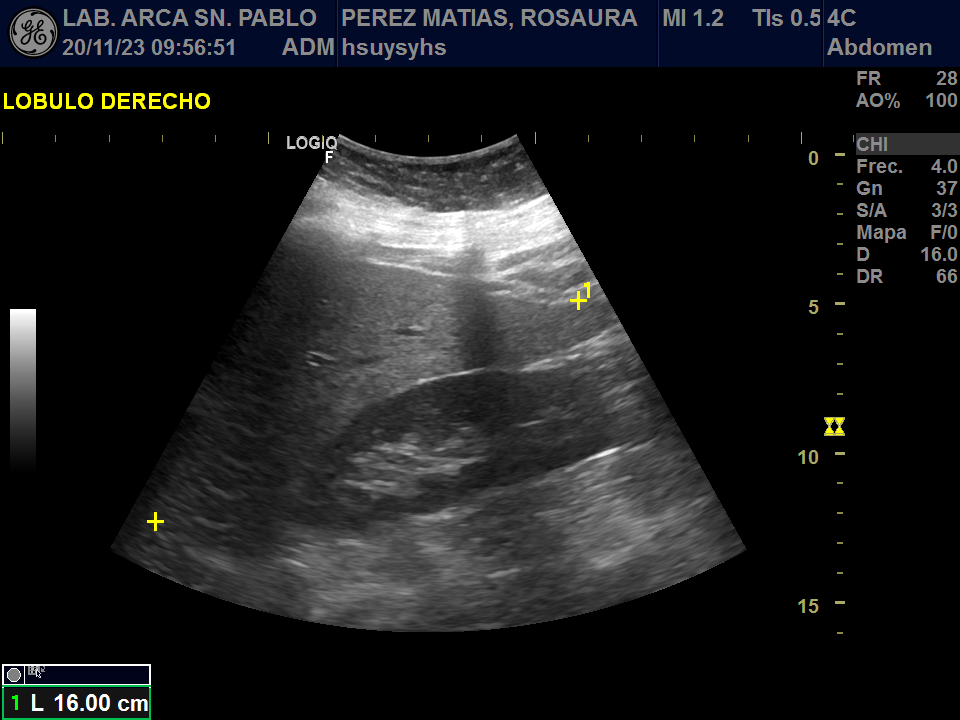 LAB. ARCA SN. PABLO
PEREZ MATIAS, ROSAURA
MI 1.2 TIs 0.5
4C
20/11/23 09:56:51 ADM
hsuysyhs
Abdomen
LOBULO DERECHO
FR 28
AO% 100
CHI
Frec. 4.0
Gn 37
S/A 3/3
Mapa F/0
D 16.0
DR 66
LOGIQ
F
0
1
5
10
15
1 L 16.00 cm